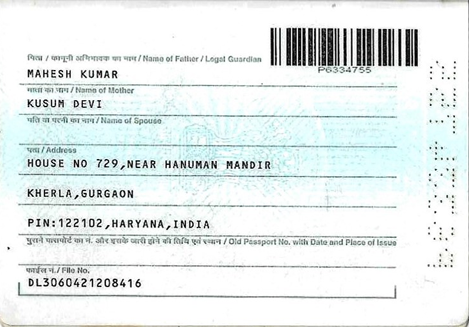 पिता / कानूनी अभिभावक का नाम / Name of Father / Legal Guardian
P6334755
MAHESH KUMAR
माता का नाम / Name of Mother
KUSUM DEVI
पति या पत्नी का नाम / Name of Spouse
पता / Address
HOUSE NO 729,NEAR HANUMAN MANDIR
KHERLA,GURGAON
PIN:122102,HARYANA,INDIA
पुराने पासपोर्ट का नं. और इसके जारी होने की तिथि एवं स्थान / Old Passport No. with Date and Place of Issue
फाईल नं. / File No.
DL3060421208416